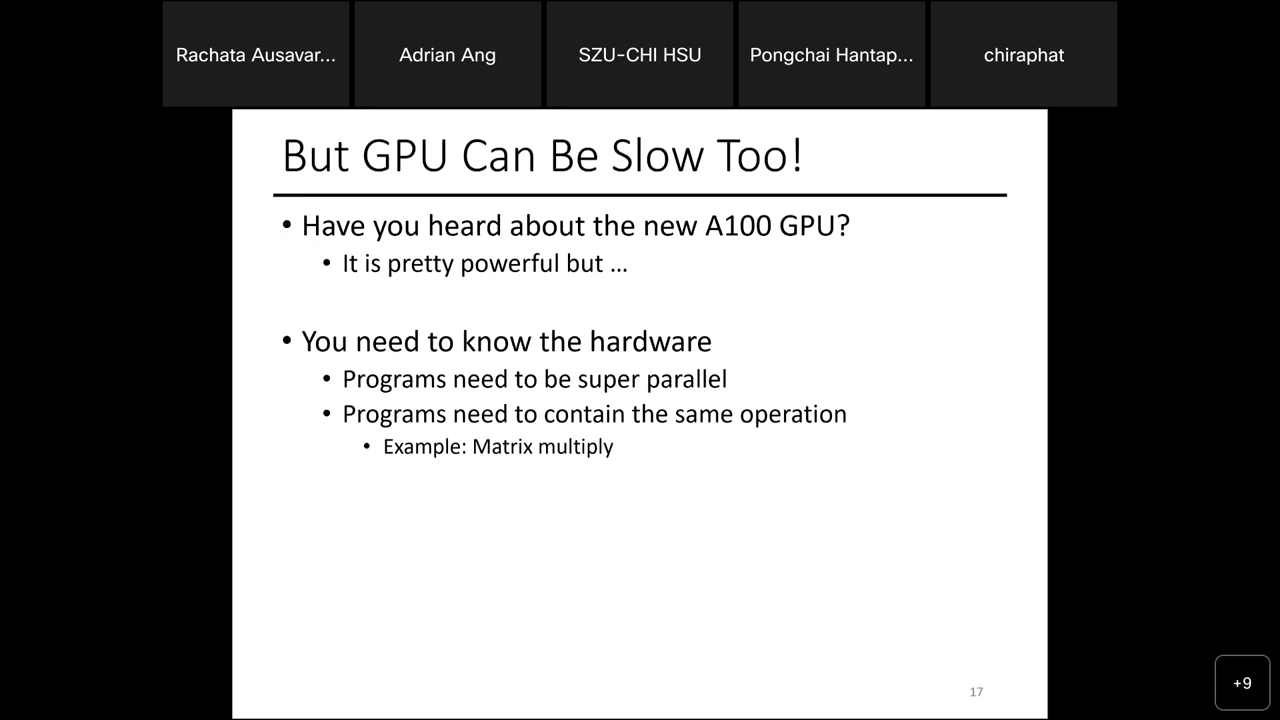 Rachata Ausavar...
Adrian Ang
SZU-CHI HSU
Pongchai Hantap...
chiraphat
But GPU Can Be Slow Too!
• Have you heard about the new A100 GPU?
• It is pretty powerful but ...
• You need to know the hardware
• Programs need to be super parallel
• Programs need to contain the same operation
• Example: Matrix multiply
17
+9